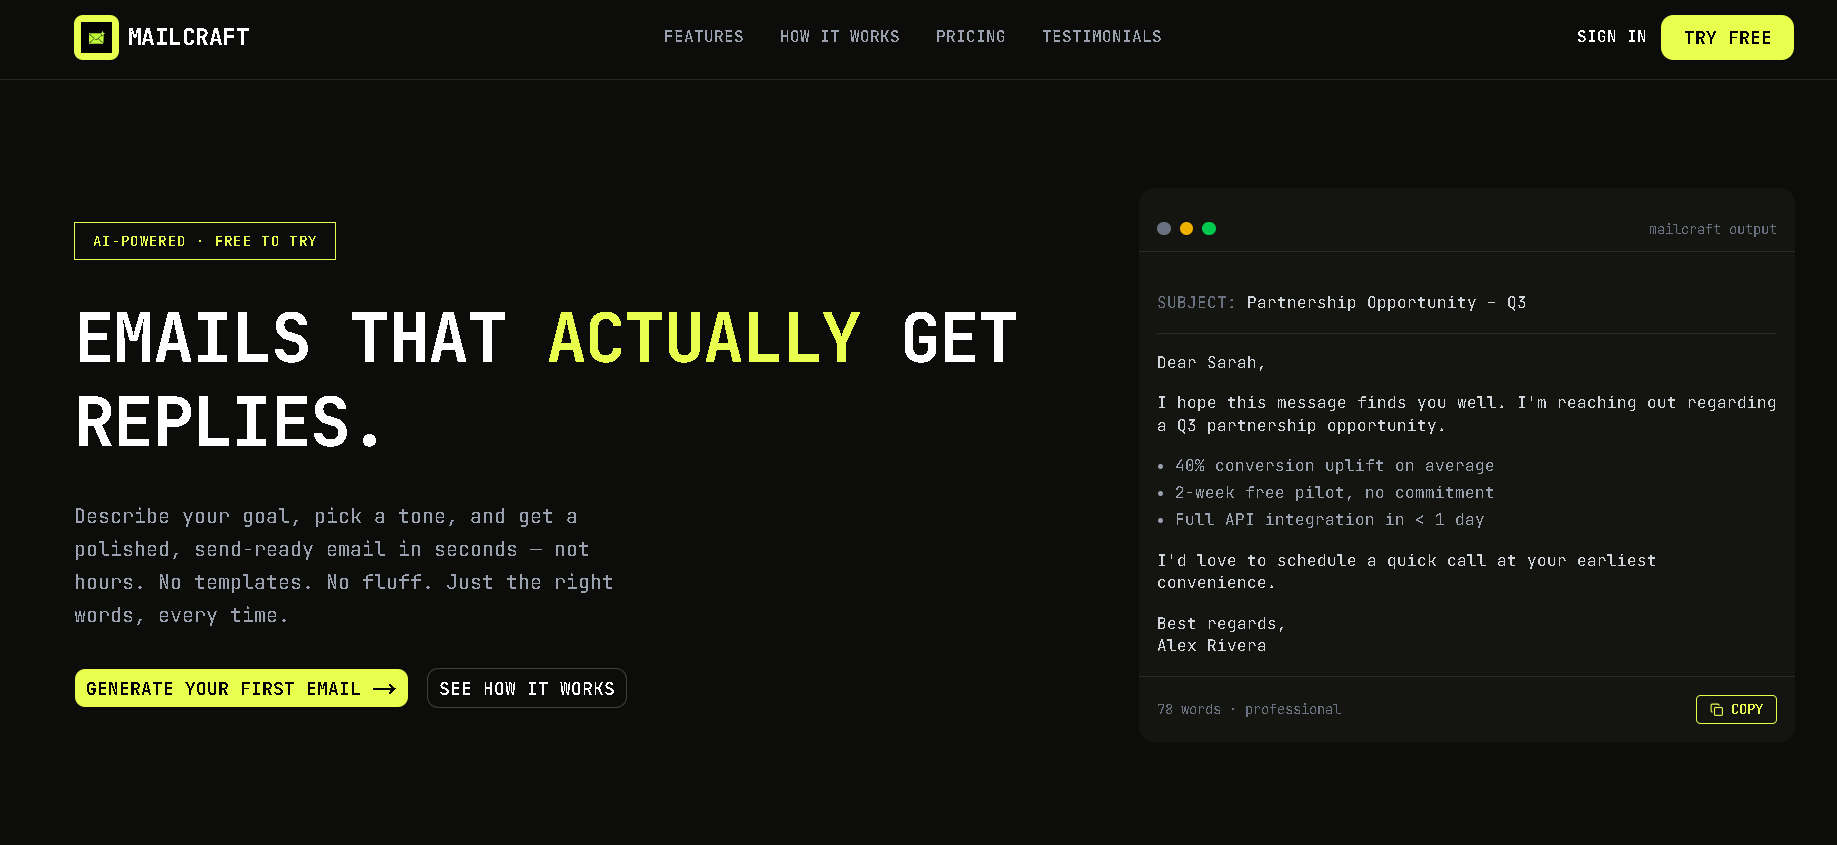 MAILCRAFT
FEATURES
HOW IT WORKS
PRICING
TESTIMONIALS
SIGN IN
TRY FREE
AI-POWERED · FREE TO TRY
EMAILS THAT ACTUALLY GET
REPLIES.
Describe your goal, pick a tone, and get a
polished, send-ready email in seconds — not
hours. No templates. No fluff. Just the right
words, every time.
GENERATE YOUR FIRST EMAIL →
SEE HOW IT WORKS
mailcraft output
SUBJECT: Partnership Opportunity – Q3
Dear Sarah,
I hope this message finds you well. I'm reaching out regarding
a Q3 partnership opportunity.
• 40% conversion uplift on average
• 2-week free pilot, no commitment
• Full API integration in < 1 day
I'd love to schedule a quick call at your earliest
convenience.
Best regards,
Alex Rivera
78 words · professional
COPY